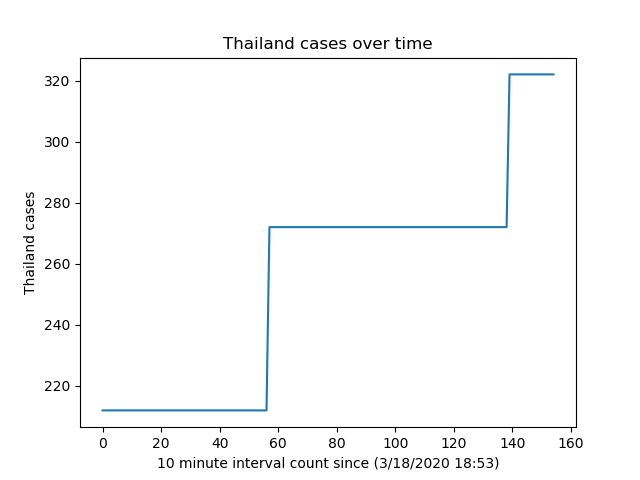 Thailand cases over time
320
300
280
260
240
220
Thailand cases
0 20 40 60 80 100 120 140 160
10 minute interval count since (3/18/2020 18:53)